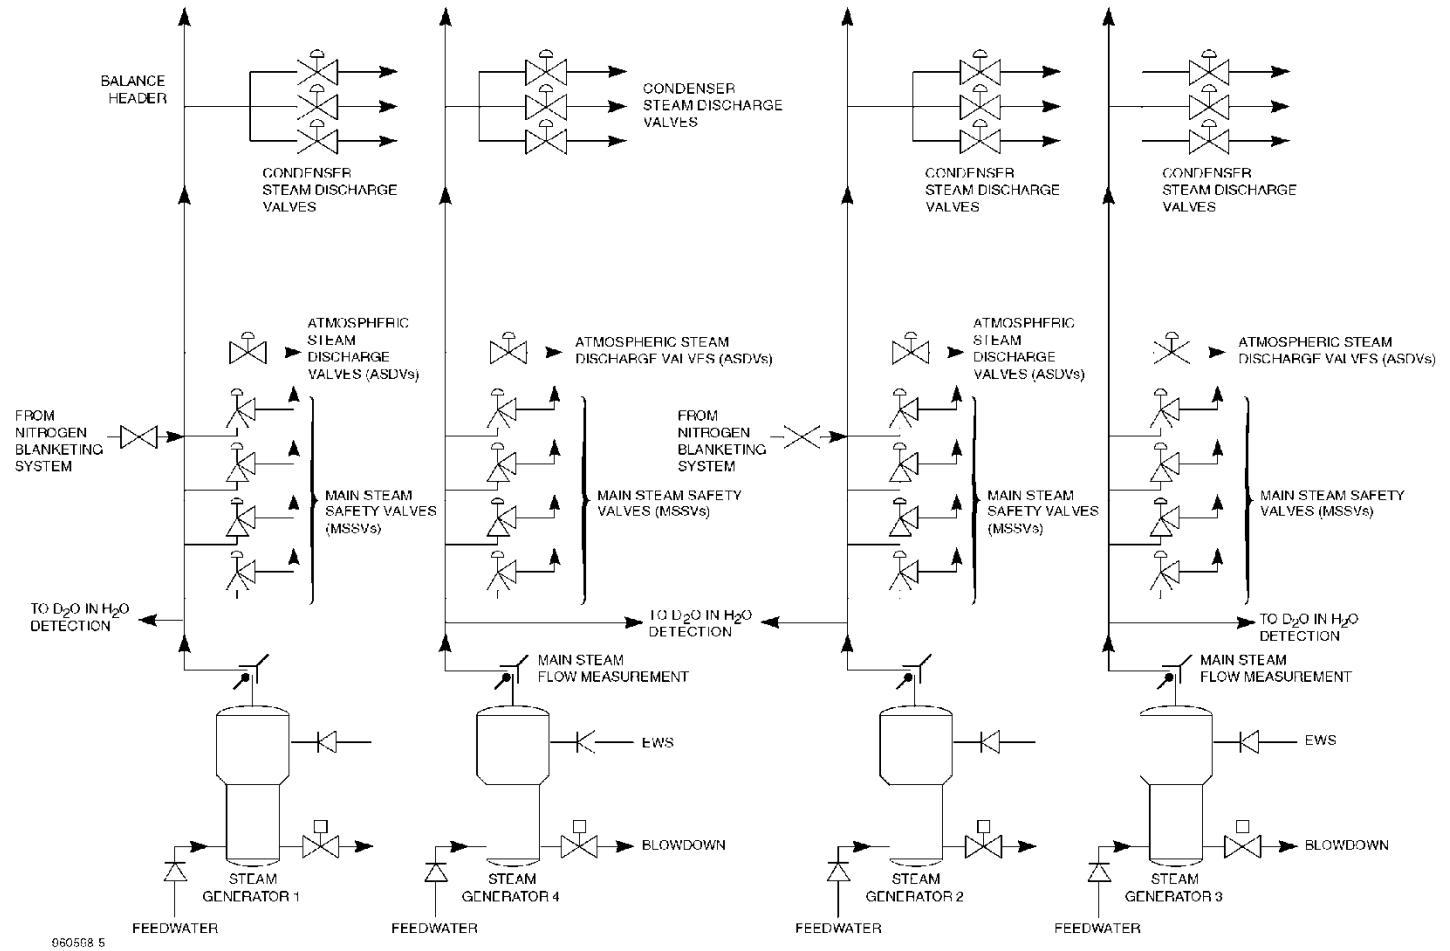 BALANCE
HEADER
CONDENSER
STEAM DISCHARGE
VALVES
CONDENSER
STEAM DISCHARGE
VALVES
CONDENSER
STEAM DISCHARGE
VALVES
CONDENSER
STEAM DISCHARGE
VALVES
ATMOSPHERIC
STEAM
DISCHARGE
VALVES (ASDVs)
ATMOSPHERIC STEAM
DISCHARGE VALVES (ASDVs)
ATMOSPHERIC
STEAM
DISCHARGE
VALVES (ASDVs)
ATMOSPHERIC STEAM
DISCHARGE VALVES (ASDVs)
FROM
NITROGEN
BLANKETING
SYSTEM
FROM
NITROGEN
BLANKETING
SYSTEM
MAIN STEAM
SAFETY VALVES
(MSSVs)
MAIN STEAM SAFETY
VALVES (MSSVs)
MAIN STEAM
SAFETY VALVES
(MSSVs)
MAIN STEAM SAFETY
VALVES (MSSVs)
TO D2O IN H2O
DETECTION
TO D2O IN H2O
DETECTION
TO D2O IN H2O
DETECTION
MAIN STEAM
FLOW MEASUREMENT
MAIN STEAM
FLOW MEASUREMENT
EWS
EWS
BLOWDOWN
BLOWDOWN
STEAM
GENERATOR 1
STEAM
GENERATOR 4
STEAM
GENERATOR 2
STEAM
GENERATOR 3
FEEDWATER
FEEDWATER
FEEDWATER
FEEDWATER
960598 5